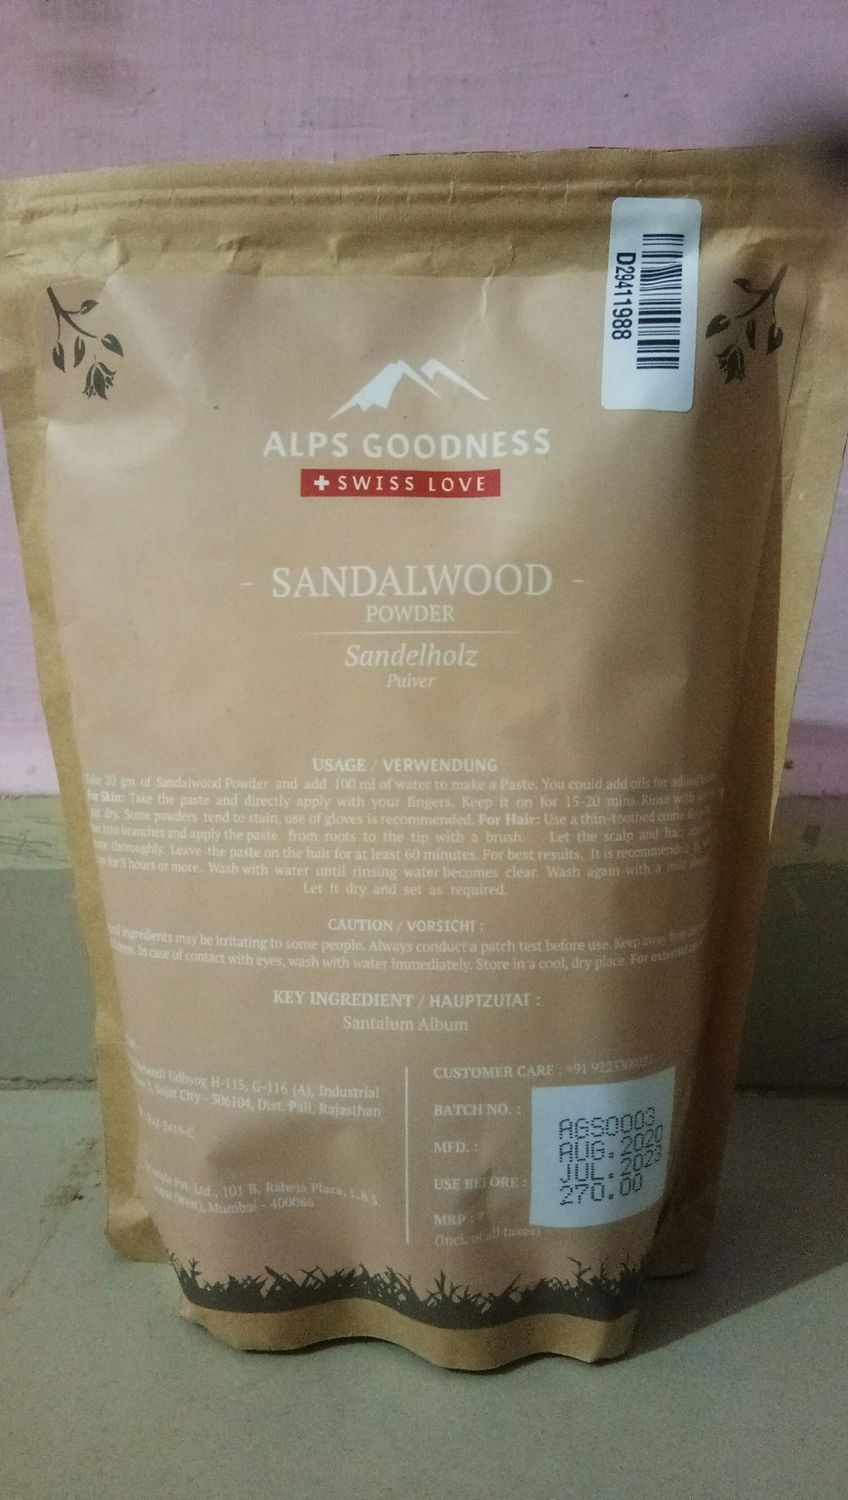 D29411988
ALPS GOODNESS
+ SWISS LOVE
- SANDALWOOD -
POWDER
Sandelholz
Pulver
USAGE / VERWENDUNG
20 gm of Sandalwood Powder and add 100 ml of water to make a Paste. You could add oils for added
For Skin: Take the paste and directly apply with your fingers. Keep it on for 15-20 mins. Rinse with
dry. Some powders tend to stain, use of gloves is recommended. For Hair: Use a thin-toothed comb
into branches and apply the paste from roots to the tip with a brush. Let the scalp and hair
thoroughly. Leave the paste on the hair for at least 60 minutes. For best results, It is recommended
for 3 hours or more. Wash with water until rinsing water becomes clear. Wash again with a mild
Let it dry and set as required.
CAUTION / VORSICHT :
ingredients may be irritating to some people. Always conduct a patch test before use. Keep away from
In case of contact with eyes, wash with water immediately. Store in a cool, dry place. For external
KEY INGREDIENT / HAUPTZUTAT :
Santalum Album
Udhyog H-115, G-116 (A), Industrial
Sojat City - 306104, Dist. Pali, Rajasthan
Pvt. Ltd., 101 B, Raheja Plaza, L.B.S.
(West), Mumbai - 400086
CUSTOMER CARE : +91
BATCH NO. : AGS0003
MFD. : AUG.2020
USE BEFORE : JUL.2023
MRP : 270.00
(Incl. of all taxes)